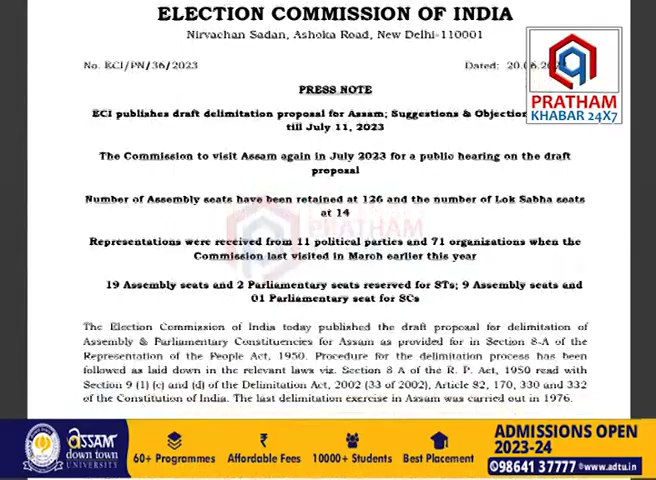 ELECTION COMMISSION OF INDIA
Nirvachan Sadan, Ashoka Road, New Delhi-110001
No. ECI/PN/36/2023
Dated: 20.06.
PRESS NOTE
ECI publishes draft delimitation proposal for Assam; Suggestions &
till July 11, 2023
The Commission to visit Assam again in July 2023 for a public hearing on the draft
proposal
Number of Assembly seats have been retained at 126 and the number of Lok Sabha seats
at 14
Representations were received from 11 political parties and 71 organizations when the
Commission last visited in March earlier this year
19 Assembly seats and 2 Parliamentary seats reserved for STs; 9 Assembly seats and
01 Parliamentary seat for SCs
The Election Commission of India today published the draft proposal for delimitation of
Assembly & Parliamentary Constituencies for Assam as provided for in Section 8-A of the
Representation of the People Act, 1950. Procedure for the delimitation process has been
followed as laid down in the relevant laws viz. Section 8 A of the R. P. Act, 1950 read with
Section 9 (1) (c) and (d) of the Delimitation Act, 2002 (33 of 2002), Article 82, 170, 330 and 332
of the Constitution of India. The last delimitation exercise in Assam was carried out in 1976.
PRATHAM
KHABAR 24X7
PRATHAM
assam
down town
UNIVERSITY
60+ Programmes
₹
Affordable Fees
10000+ Students
Best Placement
ADMISSIONS OPEN
2023-24
98641 37777
www.adtu.in